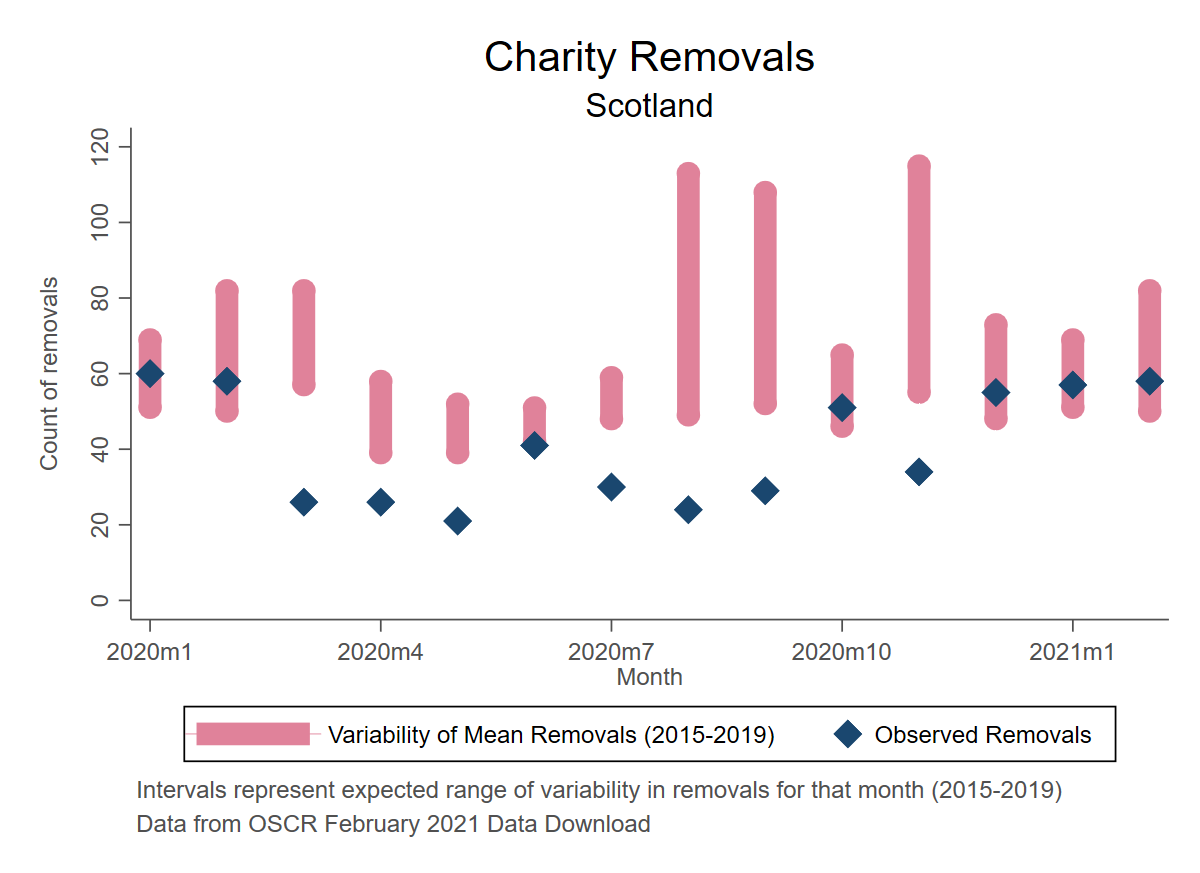 Charity Removals
Scotland
Count of removals
120
100
80
60
40
20
0
2020m1 2020m4 2020m7 2020m10 2021m1
Month
Variability of Mean Removals (2015-2019) Observed Removals
Intervals represent expected range of variability in removals for that month (2015-2019)
Data from OSCR February 2021 Data Download